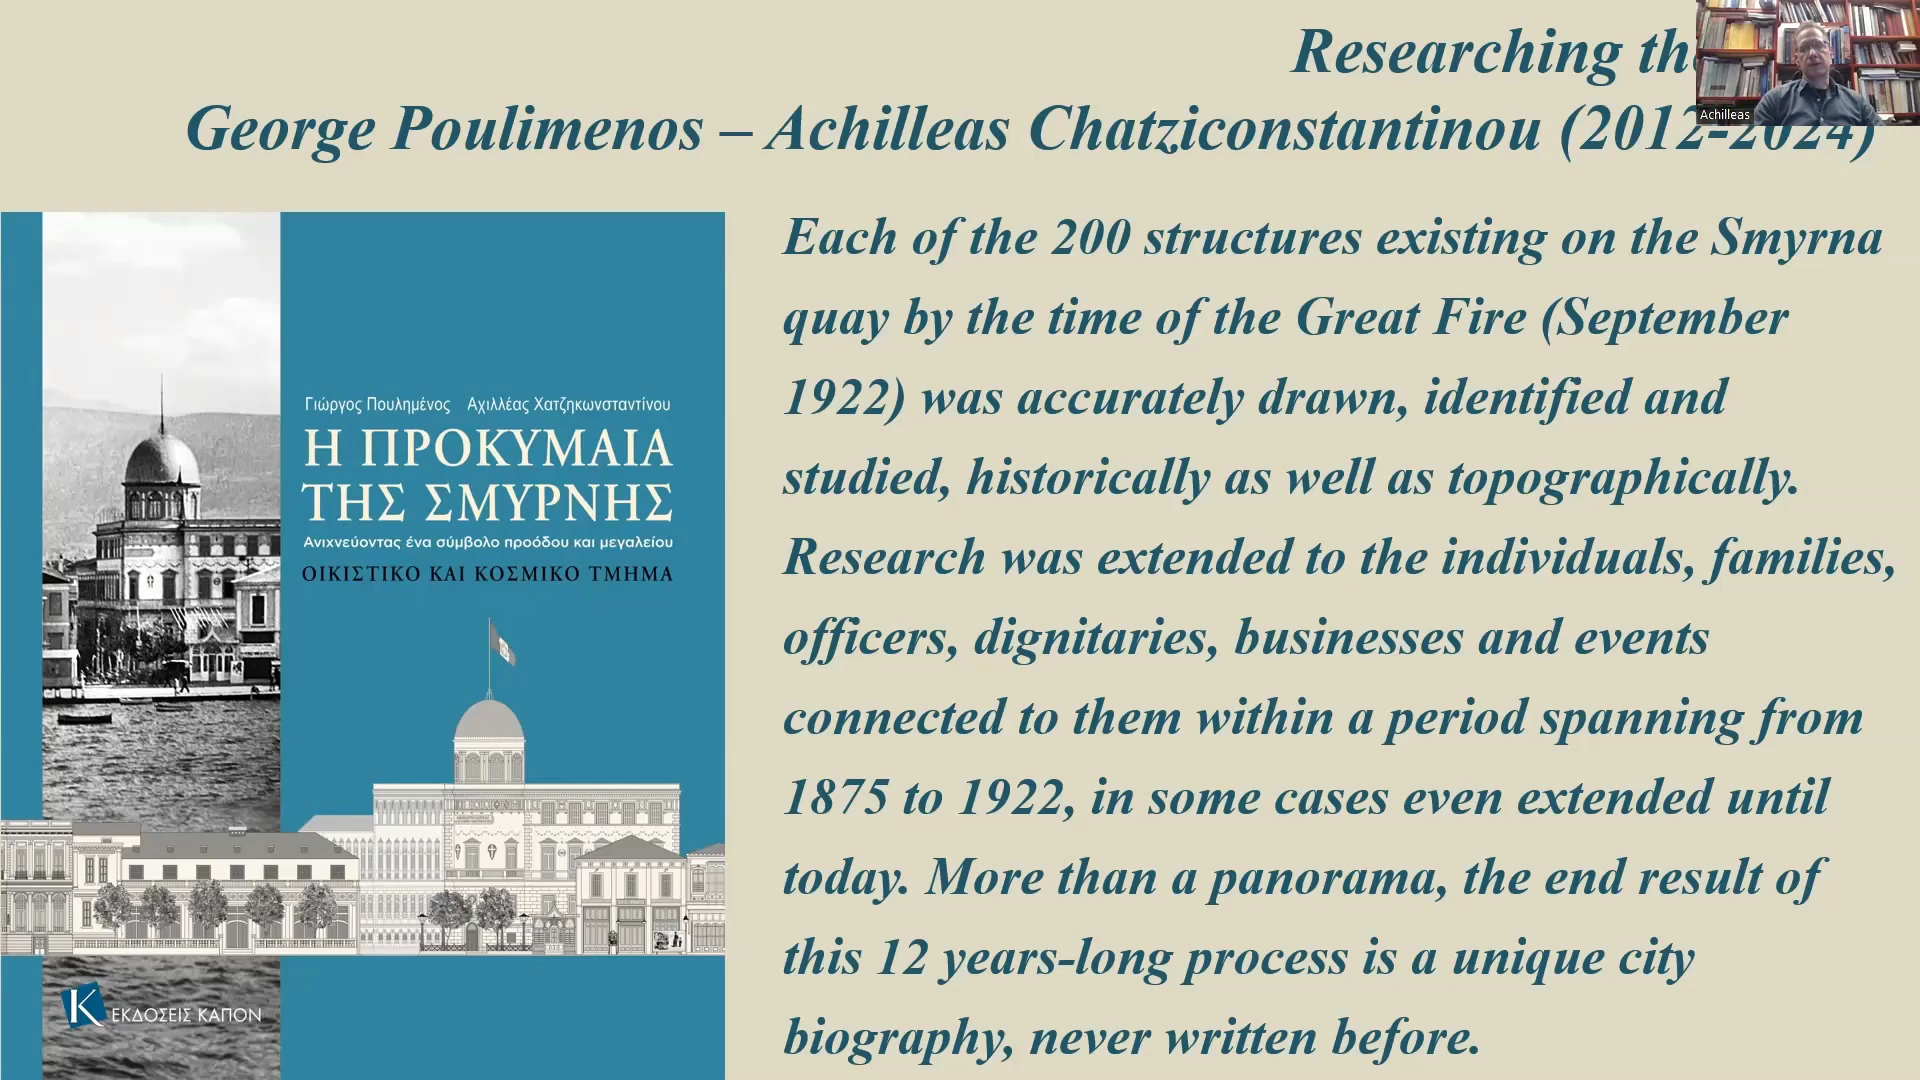 Researching th
George Poulimenos – Achilleas Chatziconstantinou (2012-2024)
Achilleas
Each of the 200 structures existing on the Smyrna
quay by the time of the Great Fire (September
1922) was accurately drawn, identified and
studied, historically as well as topographically.
Research was extended to the individuals, families,
officers, dignitaries, businesses and events
connected to them within a period spanning from
1875 to 1922, in some cases even extended until
today. More than a panorama, the end result of
this 12 years-long process is a unique city
biography, never written before.
Γιώργος Πουλημένος Αχιλλέας Χατζηκωνσταντίνου
Η ΠΡΟΚΥΜΑΙΑ
ΤΗΣ ΣΜΥΡΝΗΣ
Ανιχνεύοντας ένα σύμβολο προόδου και μεγαλείου
ΟΙΚΙΣΤΙΚΟ ΚΑΙ ΚΟΣΜΙΚΟ ΤΜΗΜΑ
Κ ΕΚΔΟΣΕΙΣ ΚΑΠΟΝ